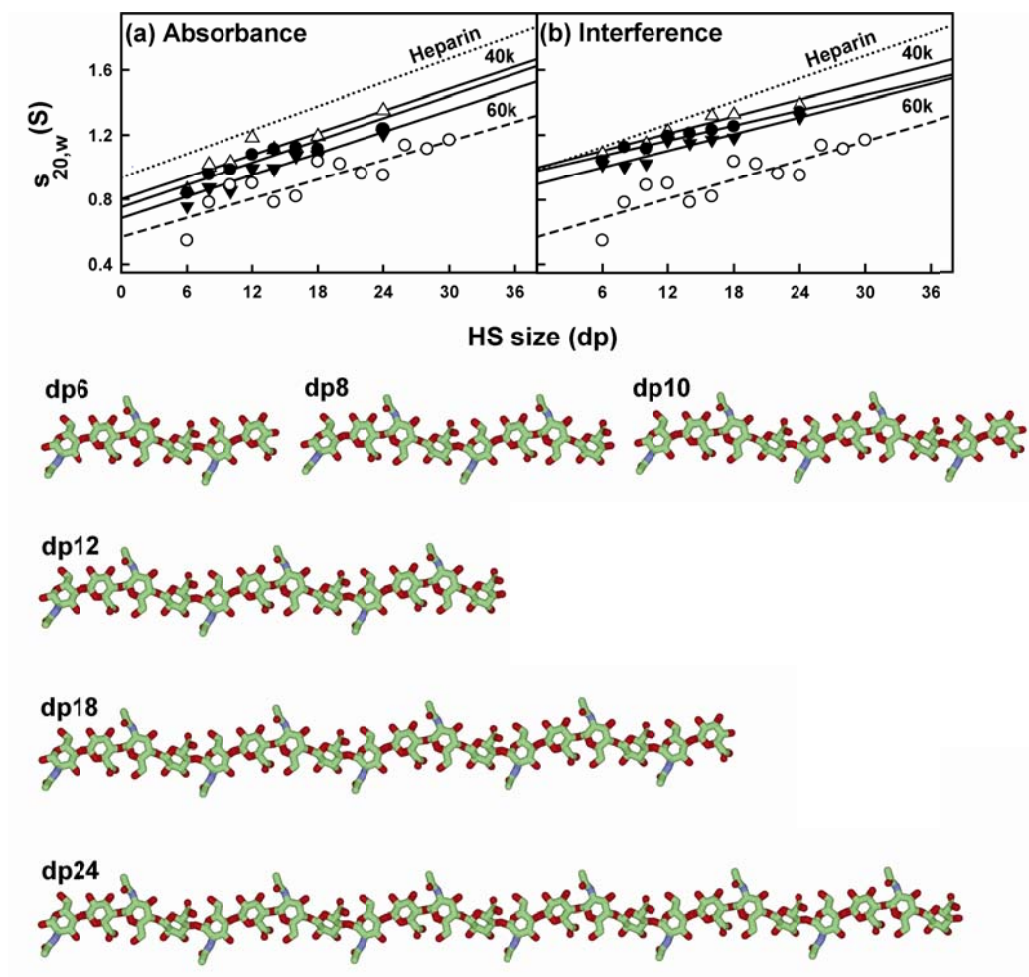 (a) Absorbance
(b) Interference
Heparin
40k
60k
Heparin
40k
60k
1.6
1.2
0.8
0.4
s20,w (S)
0 6 12 18 24 30 36
6 12 18 24 30 36
HS size (dp)
dp6
dp8
dp10
dp12
dp18
dp24